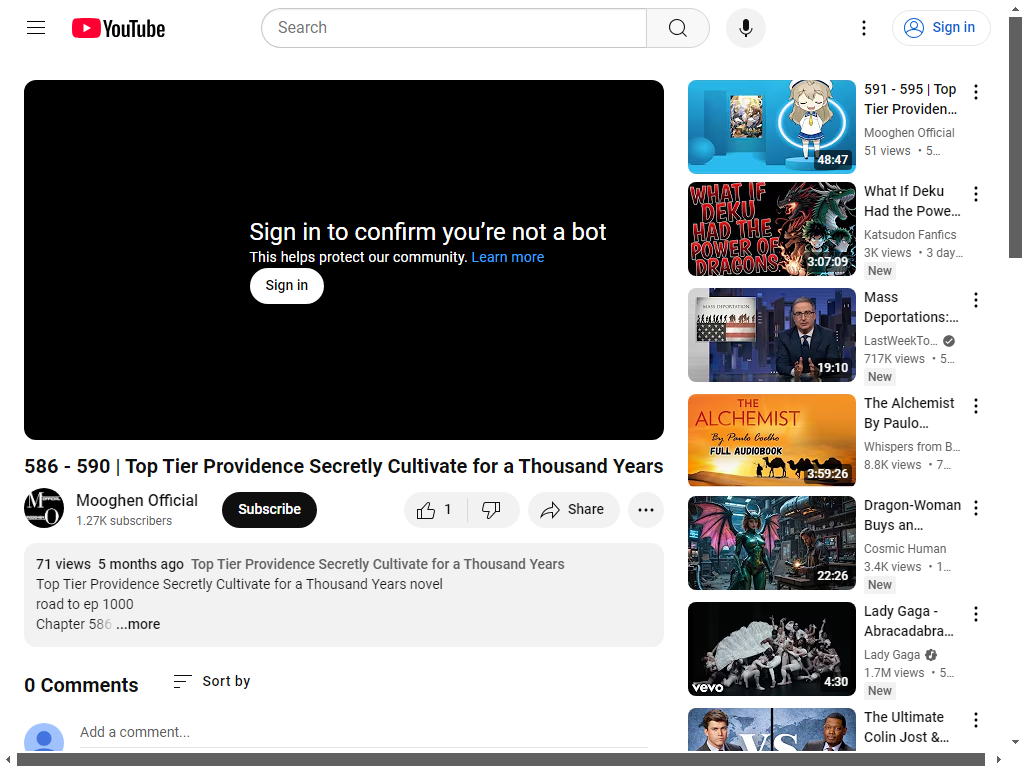 YouTube
Search
Sign in
Sign in to confirm you’re not a bot
This helps protect our community. Learn more
Sign in
586 - 590 | Top Tier Providence Secretly Cultivate for a Thousand Years
Mooghen Official
1.27K subscribers
Subscribe
1
Share
71 views 5 months ago Top Tier Providence Secretly Cultivate for a Thousand Years
Top Tier Providence Secretly Cultivate for a Thousand Years novel
road to ep 1000
Chapter 586 ...more
0 Comments
Sort by
Add a comment...
48:47
591 - 595 | Top
Tier Providen...
Mooghen Official
51 views • 5...
WHAT IF
DEKU
HAD THE
POWER OF
DRAGONS
3:07:09
What If Deku
Had the Powe...
Katsudon Fanfics
3K views • 3 day...
New
MASS DEPORTATION
19:10
Mass
Deportations:...
LastWeekTo...
717K views • 5...
New
THE
ALCHEMIST
By Paulo Coelho
FULL AUDIOBOOK
3:59:26
The Alchemist
By Paulo...
Whispers from B...
8.8K views • 7...
22:26
Dragon-Woman
Buys an...
Cosmic Human
3.4K views • 1...
New
vevo
4:30
Lady Gaga -
Abracadabra...
Lady Gaga
1.7M views • 5...
New
VS
The Ultimate
Colin Jost &...